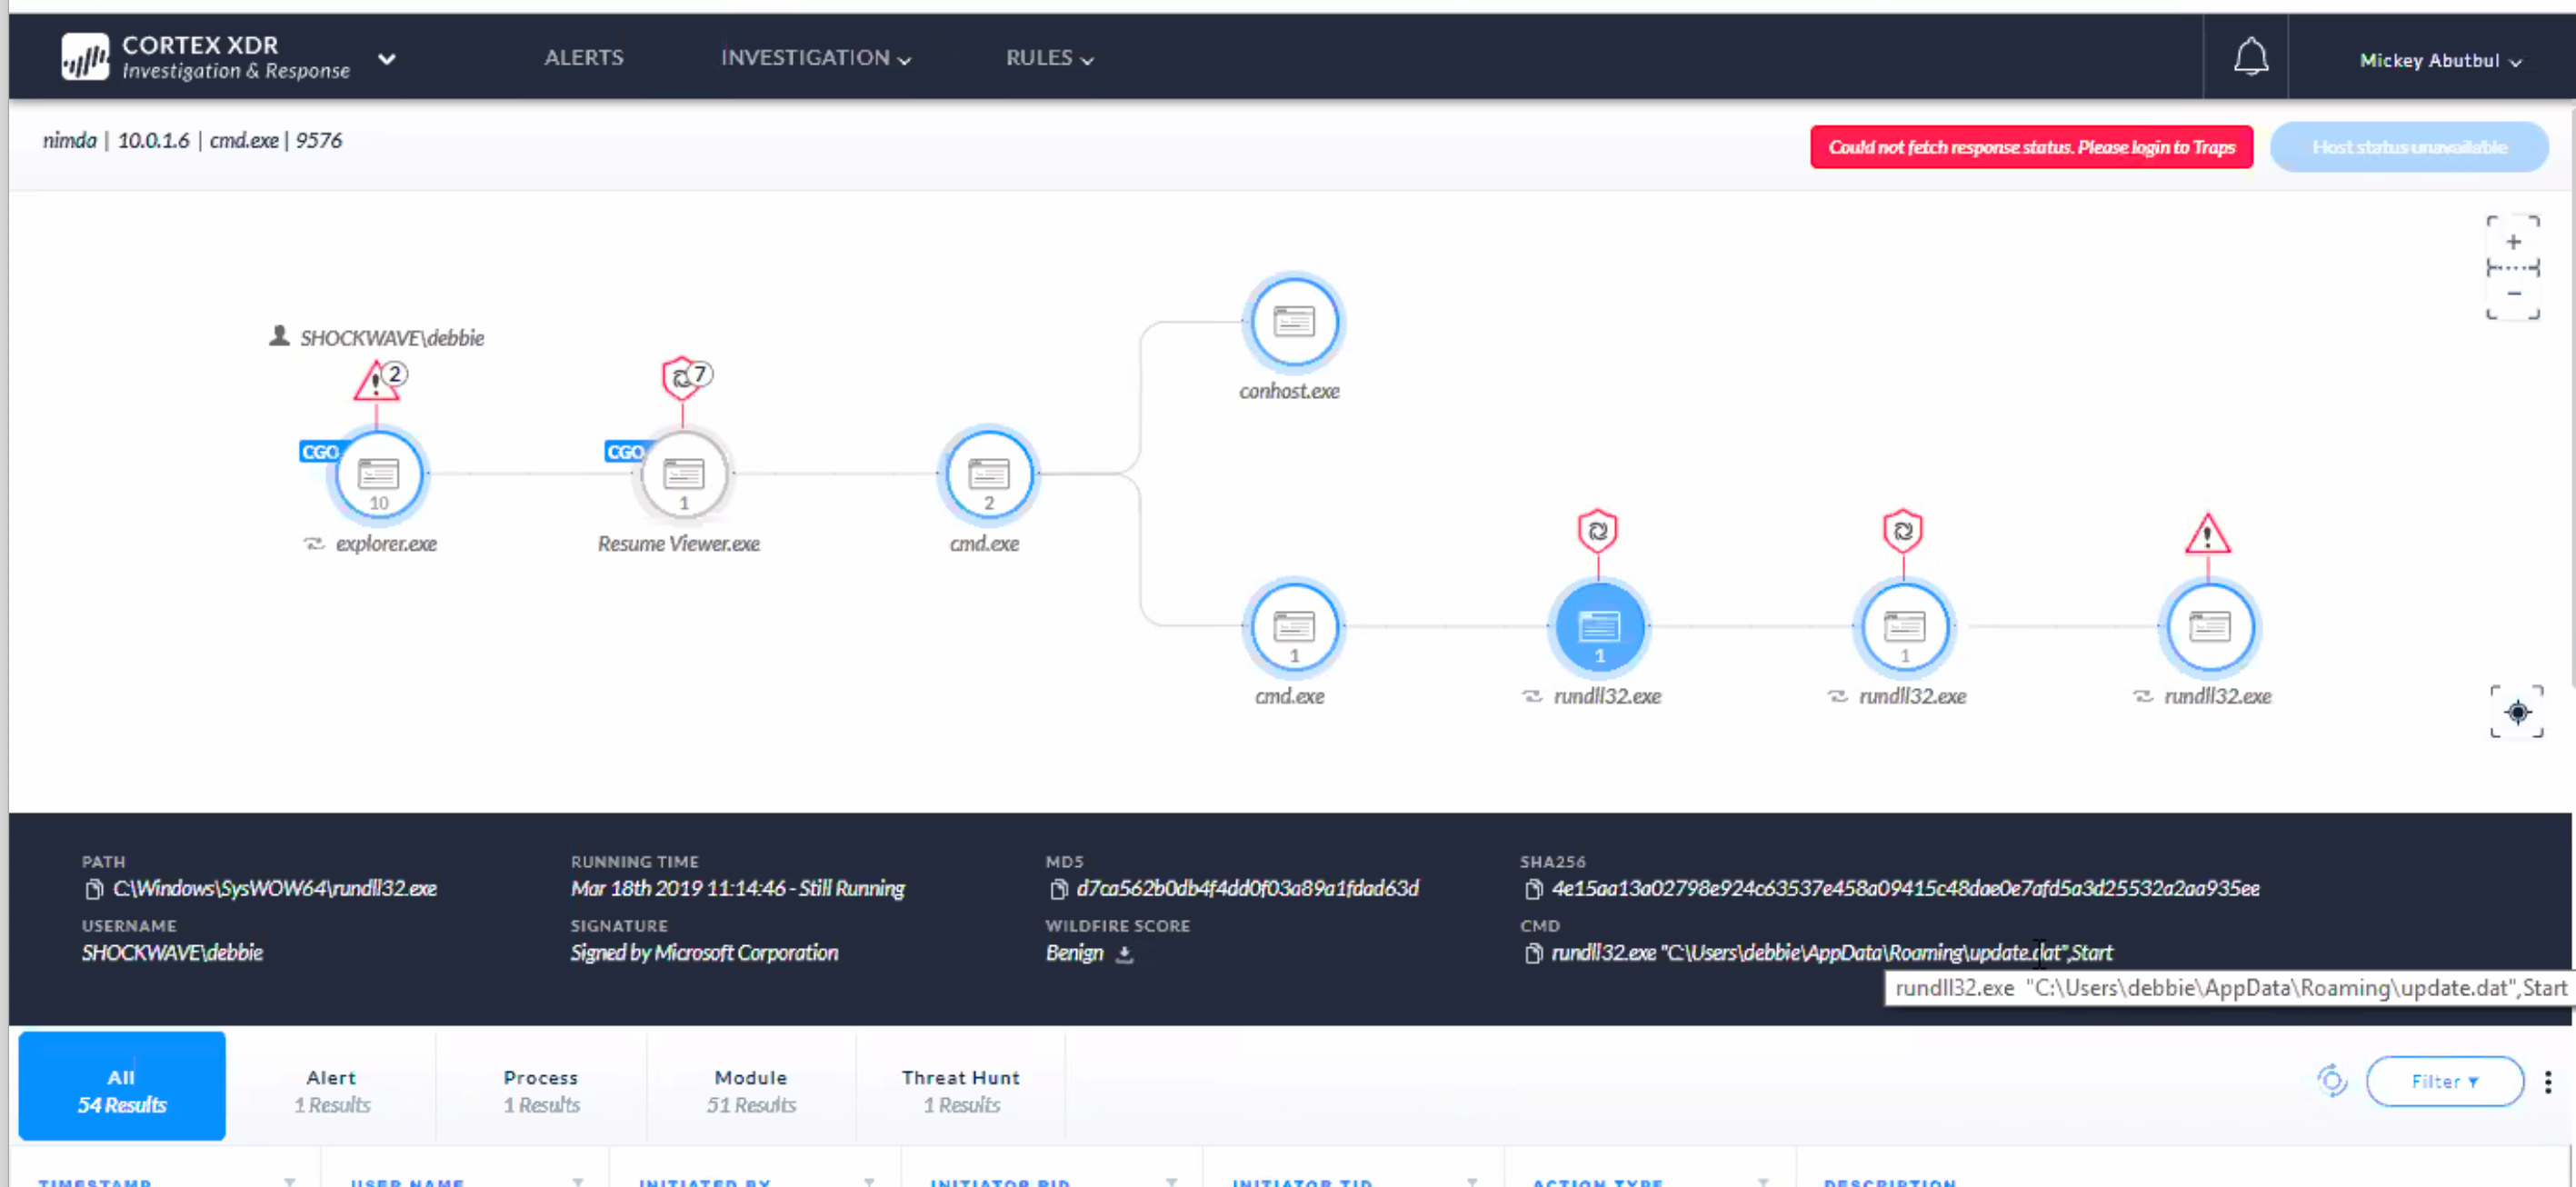 CORTEX XDR
Investigation & Response
ALERTS
INVESTIGATION
RULES
Mickey Abutbul
nimda | 10.0.1.6 | cmd.exe | 9576
Could not fetch response status. Please login to Traps
Host status unavailable
SHOCKWAVE\debbie
2
7
CGO
CGO
10
1
2
explorer.exe
Resume Viewer.exe
cmd.exe
conhost.exe
1
1
1
cmd.exe
rundll32.exe
rundll32.exe
rundll32.exe
PATH
C:\Windows\SysWOW64\rundll32.exe
RUNNING TIME
Mar 18th 2019 11:14:46 - Still Running
MD5
d7ca562b0db4f4dd0f03a89a1fdad63d
SHA256
4e15aa13a02798e924c63537e458a09415c48dae0e7afd5a3d25532a2aa935ee
USERNAME
SHOCKWAVE\debbie
SIGNATURE
Signed by Microsoft Corporation
WILDFIRE SCORE
Benign
CMD
rundll32.exe "C:\Users\debbie\AppData\Roaming\update.dat",Start
rundll32.exe "C:\Users\debbie\AppData\Roaming\update.dat",Start
All
54 Results
Alert
1 Results
Process
1 Results
Module
51 Results
Threat Hunt
1 Results
Filter
TIMESTAMP
USER NAME
INITIATED BY
INITIATOR PID
INITIATOR TID
ACTION TYPE
DESCRIPTION